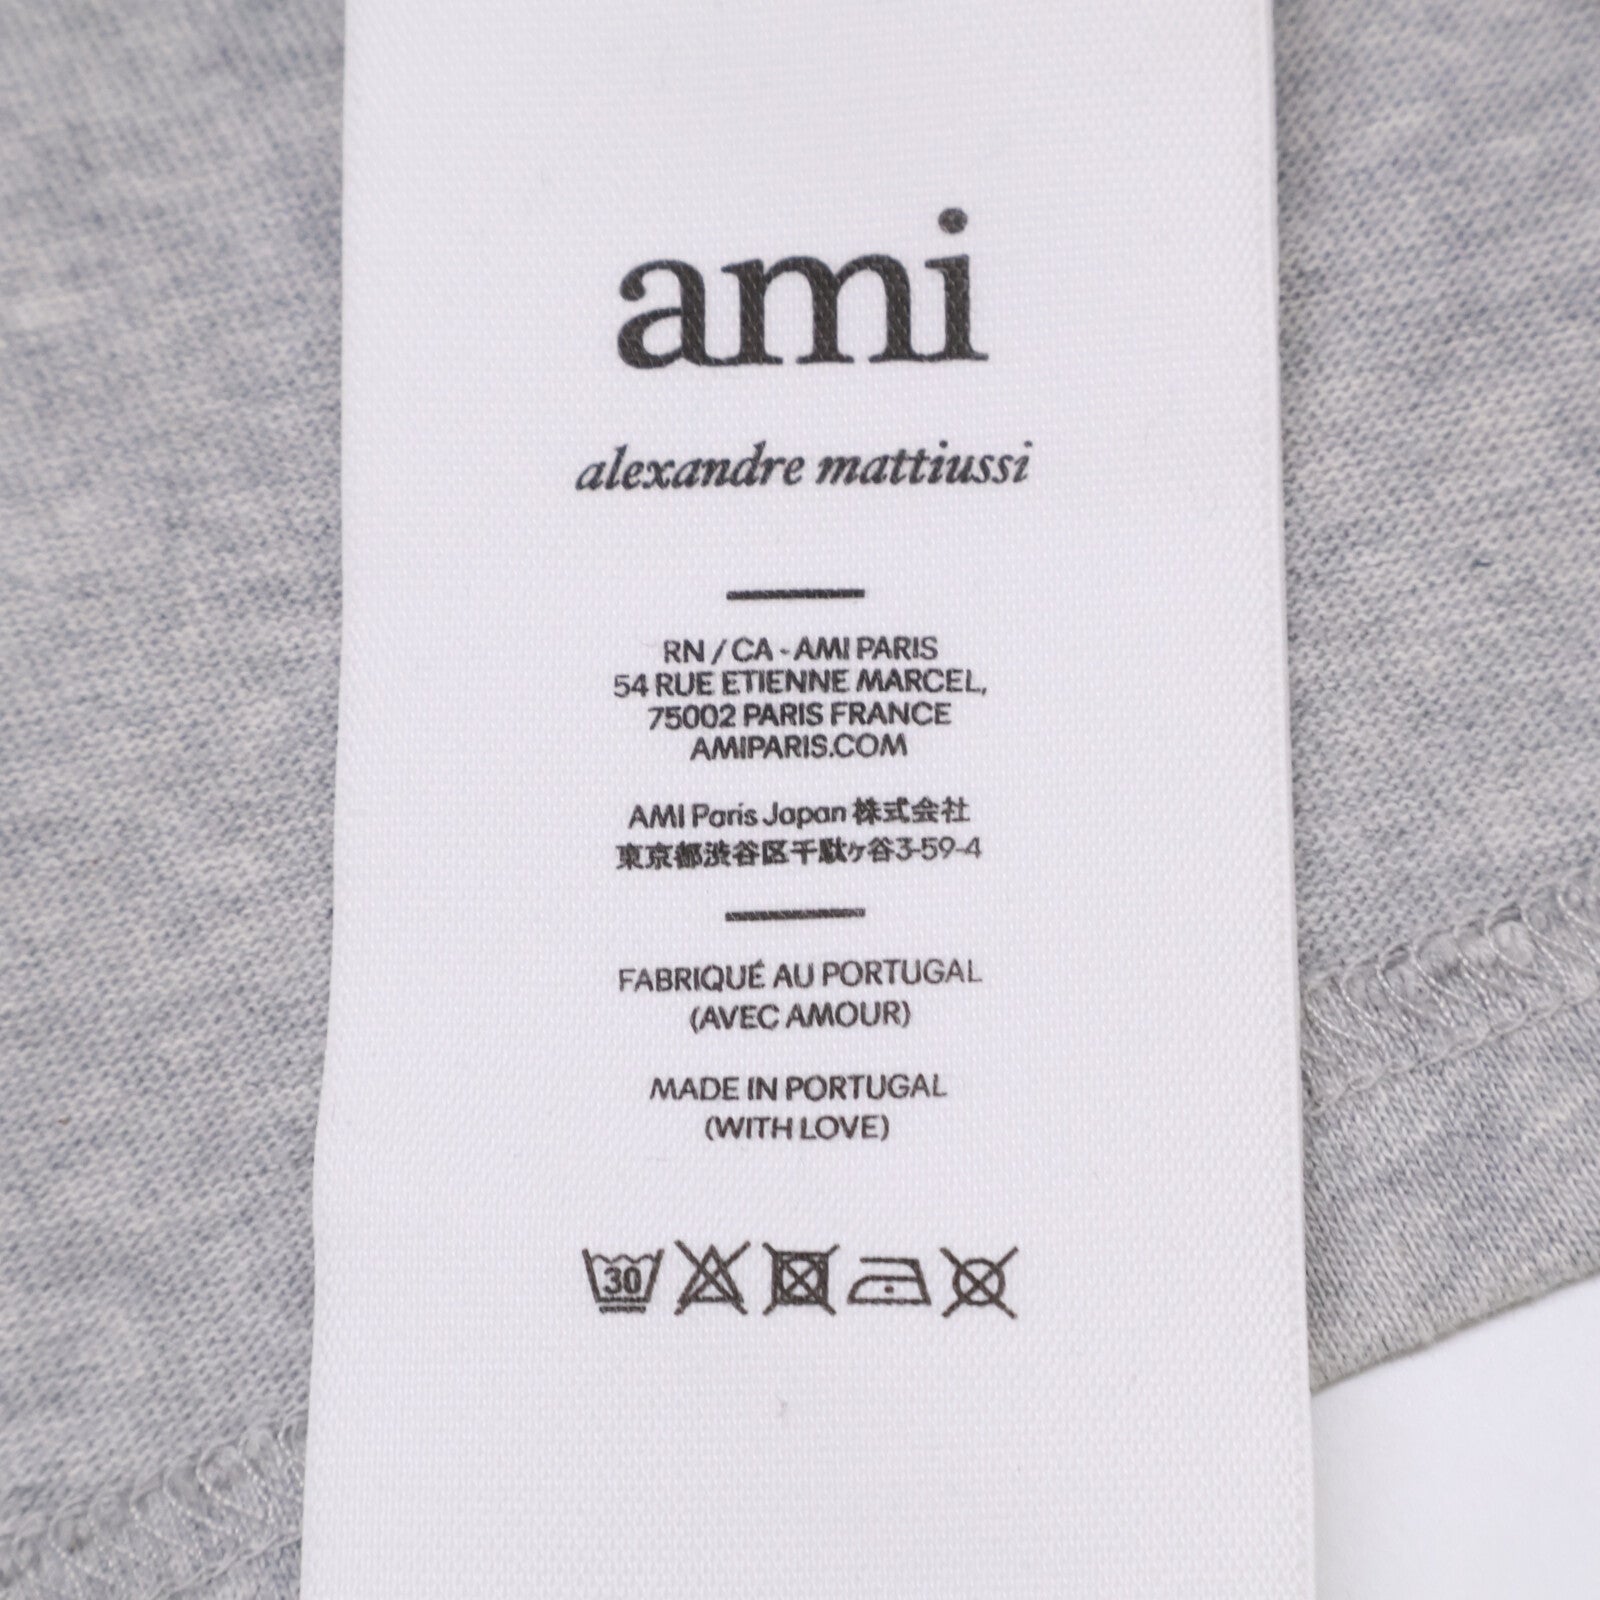 ami
alexandre mattiussi
RN / CA - AMI PARIS
54 RUE ETIENNE MARCEL,
75002 PARIS FRANCE
AMIPARIS.COM
AMI Paris Japan 株式会社
東京都渋谷区千駄ヶ谷3-59-4
FABRIQUÉ AU PORTUGAL
(AVEC AMOUR)
MADE IN PORTUGAL
(WITH LOVE)
30